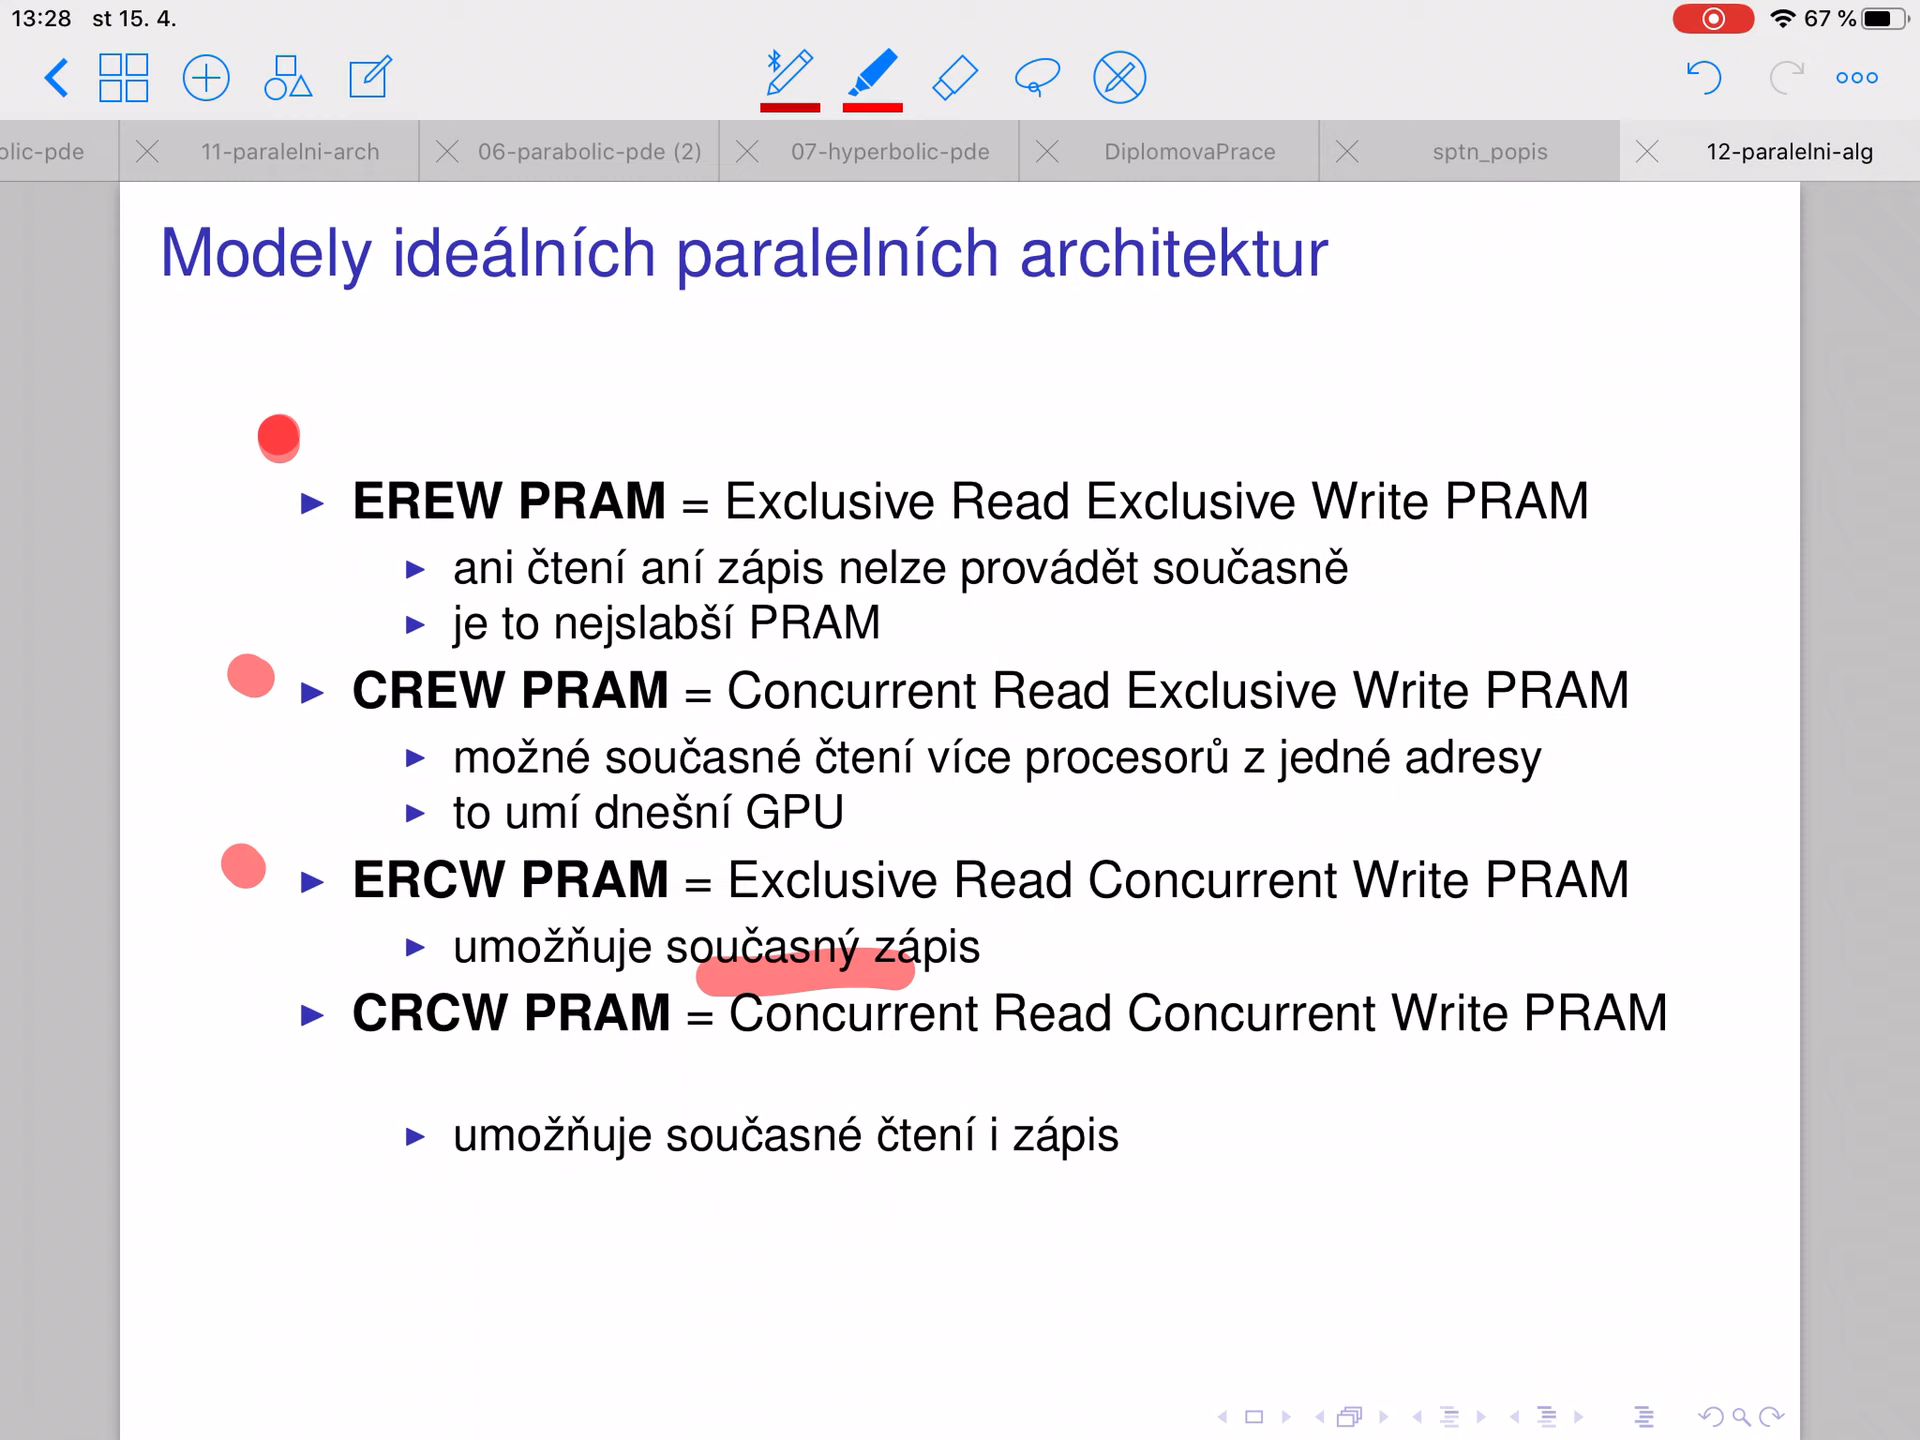 13:28 st 15. 4.
67 %
olic-pde
11-paralelni-arch
06-parabolic-pde (2)
07-hyperbolic-pde
DiplomovaPrace
sptn_popis
12-paralelni-alg
Modely ideálních paralelních architektur
EREW PRAM = Exclusive Read Exclusive Write PRAM
ani čtení aní zápis nelze provádět současně
je to nejslabší PRAM
CREW PRAM = Concurrent Read Exclusive Write PRAM
možné současné čtení více procesorů z jedné adresy
to umí dnešní GPU
ERCW PRAM = Exclusive Read Concurrent Write PRAM
umožňuje současný zápis
CRCW PRAM = Concurrent Read Concurrent Write PRAM
umožňuje současné čtení i zápis